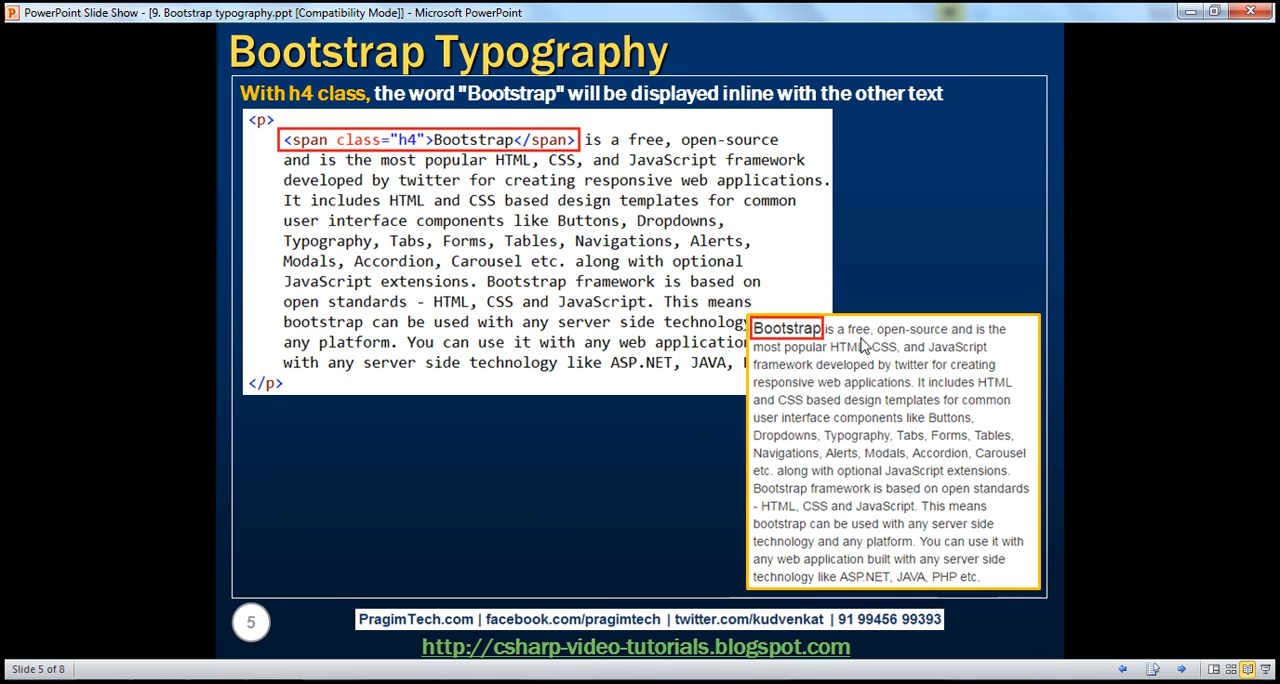 PowerPoint Slide Show - [9. Bootstrap typography.ppt [Compatibility Mode]] - Microsoft PowerPoint
Bootstrap Typography
With h4 class, the word "Bootstrap" will be displayed inline with the other text
<p>
<span class="h4">Bootstrap</span> is a free, open-source
and is the most popular HTML, CSS, and JavaScript framework
developed by twitter for creating responsive web applications.
It includes HTML and CSS based design templates for common
user interface components like Buttons, Dropdowns,
Typography, Tabs, Forms, Tables, Navigations, Alerts,
Modals, Accordion, Carousel etc. along with optional
JavaScript extensions. Bootstrap framework is based on
open standards - HTML, CSS and JavaScript. This means
bootstrap can be used with any server side technology
any platform. You can use it with any web application
with any server side technology like ASP.NET, JAVA,
</p>
Bootstrap is a free, open-source and is the
most popular HTML, CSS, and JavaScript
framework developed by twitter for creating
responsive web applications. It includes HTML
and CSS based design templates for common
user interface components like Buttons,
Dropdowns, Typography, Tabs, Forms, Tables,
Navigations, Alerts, Modals, Accordion, Carousel
etc. along with optional JavaScript extensions.
Bootstrap framework is based on open standards
- HTML, CSS and JavaScript. This means
bootstrap can be used with any server side
technology and any platform. You can use it with
any web application built with any server side
technology like ASP.NET, JAVA, PHP etc.
5
PragimTech.com | facebook.com/pragimtech | twitter.com/kudvenkat | 91 99456 99393
http://csharp-video-tutorials.blogspot.com
Slide 5 of 8